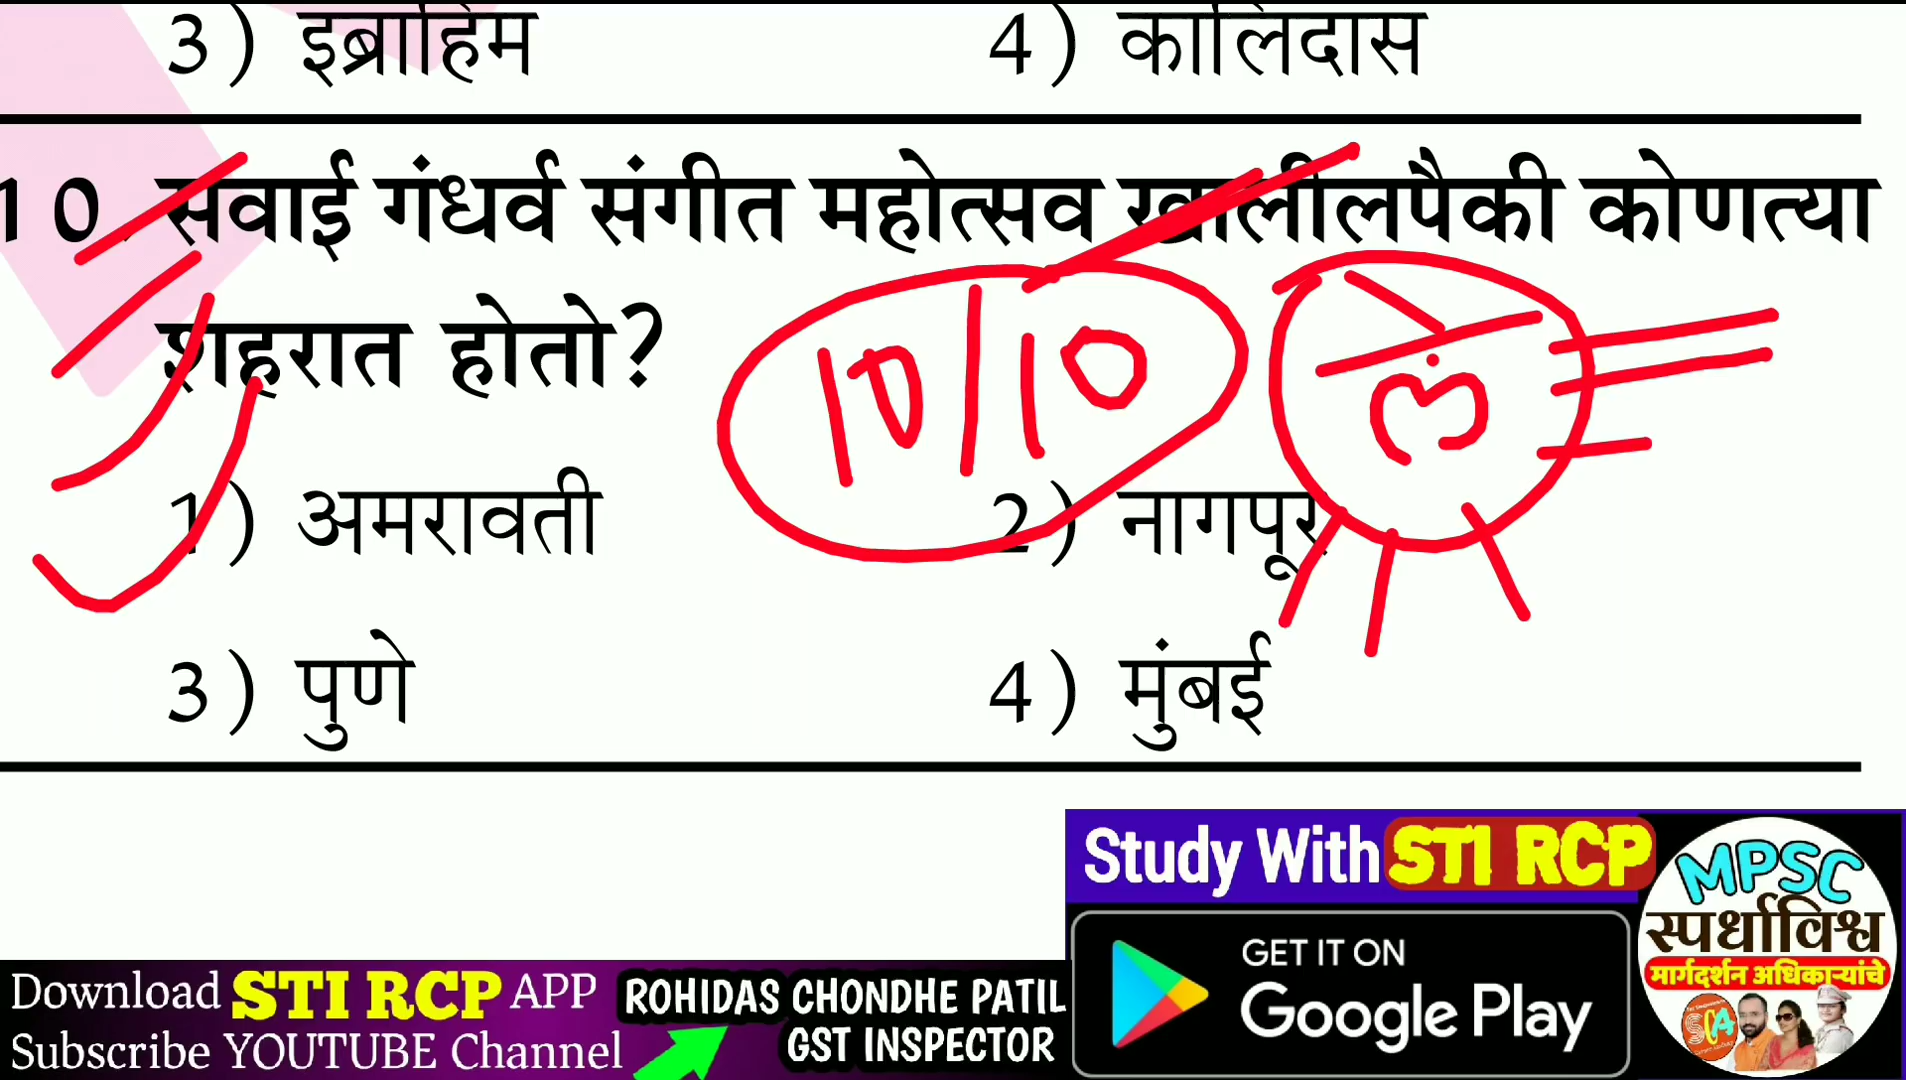 3) इब्राहिम 4) कालिदास
10. सवाई गंधर्व संगीत महोत्सव खालीलपैकी कोणत्या
शहरात होतो?
10/10
1) अमरावती 2) नागपूर
3) पुणे 4) मुंबई
Study With STI RCP
GET IT ON
Google Play
MPSC
स्पर्धाविश्व
मार्गदर्शन अधिकाऱ्यांचे
Download STI RCP APP
Subscribe YOUTUBE Channel
ROHIDAS CHONDHE PATIL
GST INSPECTOR